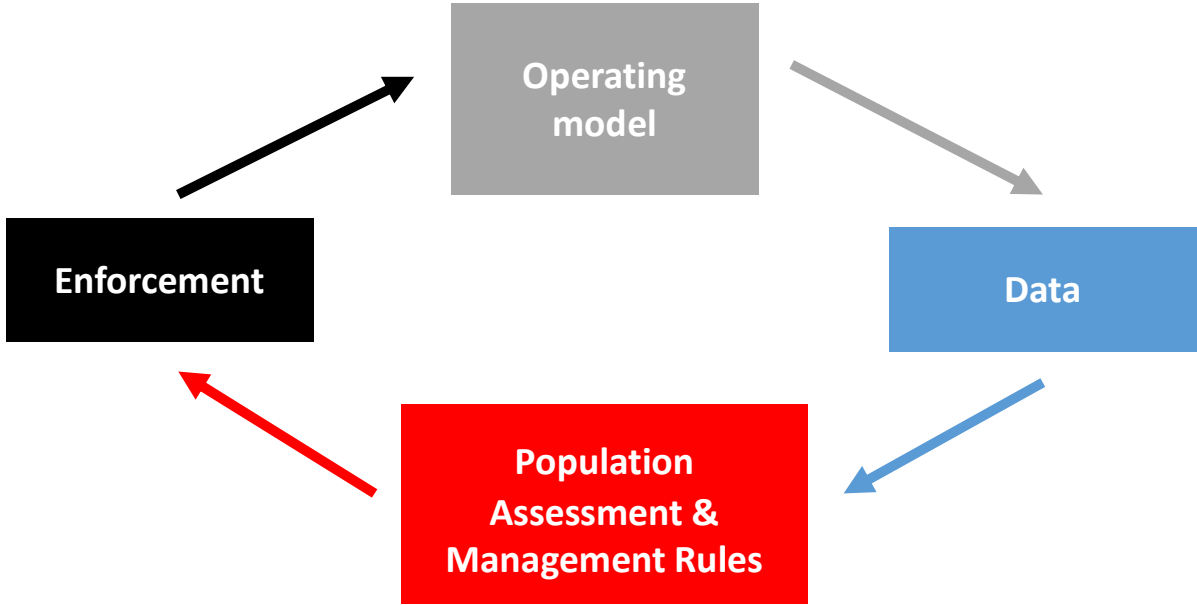 Operating
model
Enforcement
Data
Population
Assessment &
Management Rules